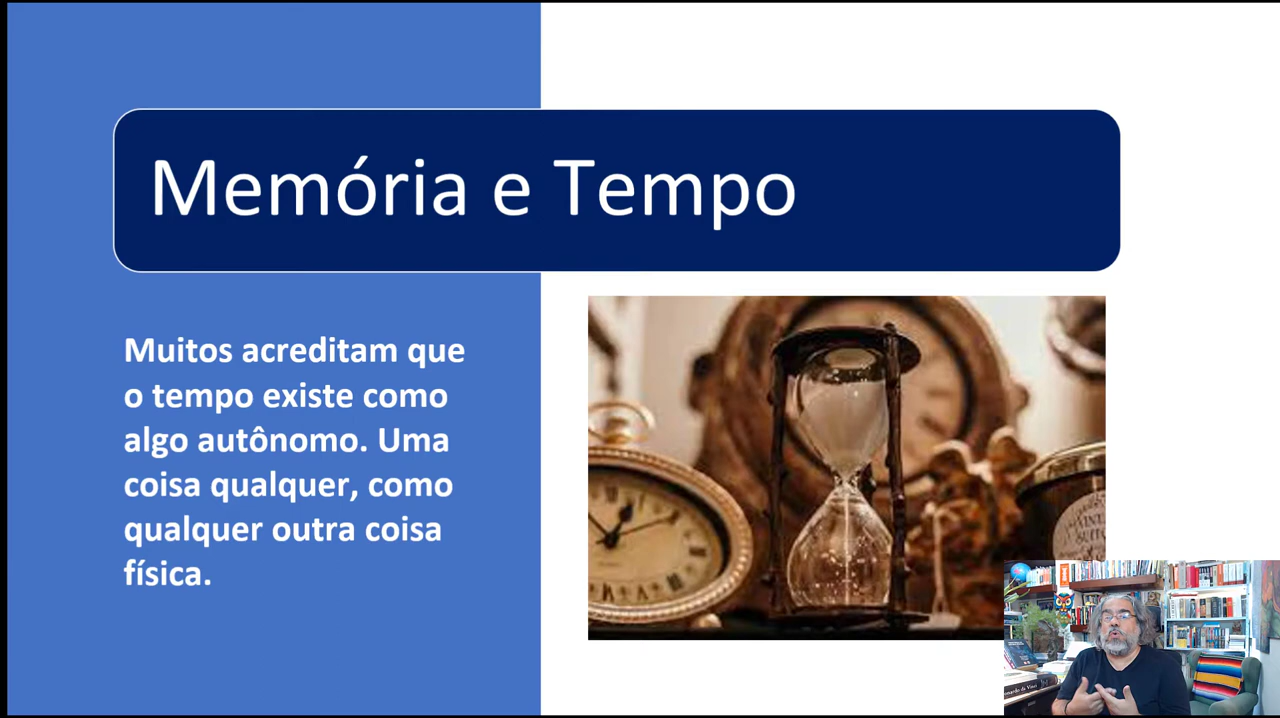 Memória e Tempo
Muitos acreditam que
o tempo existe como
algo autônomo. Uma
coisa qualquer, como
qualquer outra coisa
física.